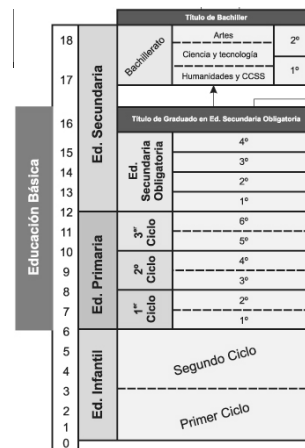 Título de Bachiller
18
Ed. Secundaria
Bachillerato
Artes
2º
Ciencia y tecnología
17
Humanidades y CCSS
1º
16
Título de Graduado en Ed. Secundaria Obligatoria
Educación Básica
Ed.
Secundaria
Obligatoria
4º
15
3º
14
2º
13
1º
12
Ed. Primaria
3er
Ciclo
6º
11
5º
10
2º
Ciclo
4º
9
3º
8
1er
Ciclo
2º
7
1º
6
Ed. Infantil
5
Segundo Ciclo
4
3
2
Primer Ciclo
1
0